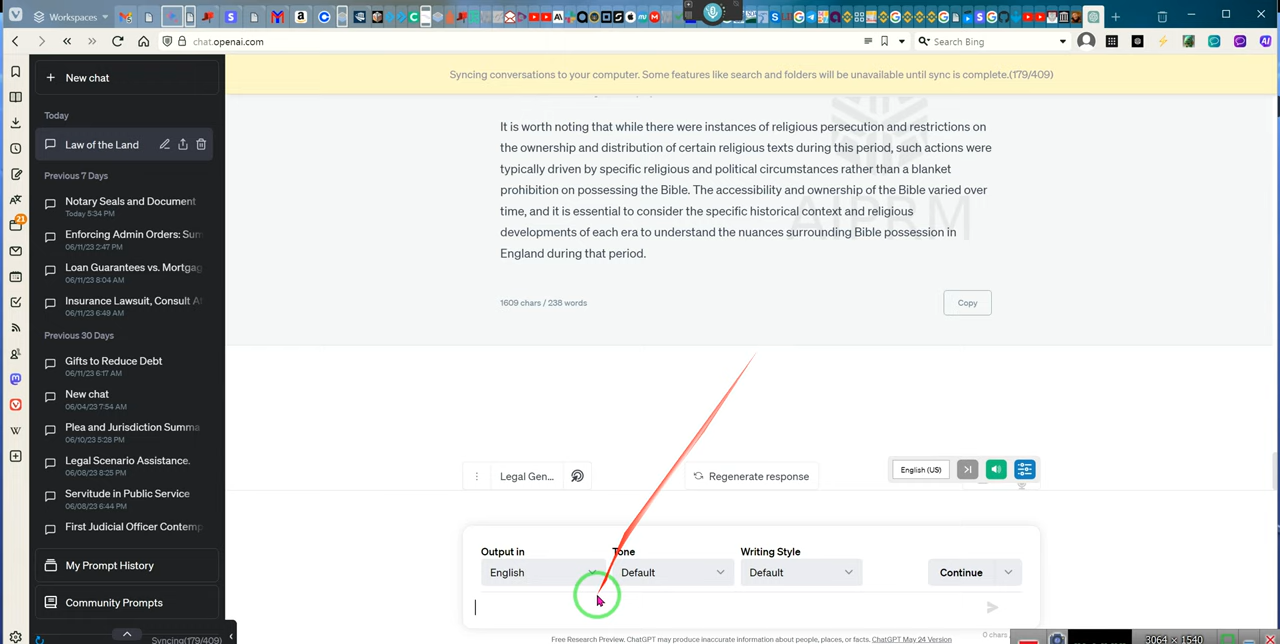 Workspaces
chat.openai.com
Search Bing
New chat
Syncing conversations to your computer. Some features like search and folders will be unavailable until sync is complete.(179/409)
Today
Law of the Land
Previous 7 Days
Notary Seals and Document
Today 5:34 PM
Enforcing Admin Orders: Sum
06/11/23 2:47 PM
Loan Guarantees vs. Mortgag
06/11/23 8:04 AM
Insurance Lawsuit, Consult At
06/11/23 6:49 AM
Previous 30 Days
Gifts to Reduce Debt
06/11/23 6:17 AM
New chat
06/04/23 7:54 AM
Plea and Jurisdiction Summa
06/10/23 5:28 PM
Legal Scenario Assistance.
06/08/23 8:25 PM
Servitude in Public Service
06/08/23 6:44 PM
First Judicial Officer Contemp
My Prompt History
Community Prompts
Syncing(179/409)
21
It is worth noting that while there were instances of religious persecution and restrictions on
the ownership and distribution of certain religious texts during this period, such actions were
typically driven by specific religious and political circumstances rather than a blanket
prohibition on possessing the Bible. The accessibility and ownership of the Bible varied over
time, and it is essential to consider the specific historical context and religious
developments of each era to understand the nuances surrounding Bible possession in
England during that period.
AIPRM
1609 chars / 238 words
Copy
Legal Gen...
Regenerate response
English (US)
Output in
Tone
Writing Style
English
Default
Default
Continue
0 chars
Free Research Preview. ChatGPT may produce inaccurate information about people, places, or facts. ChatGPT May 24 Version
3064 × 1540